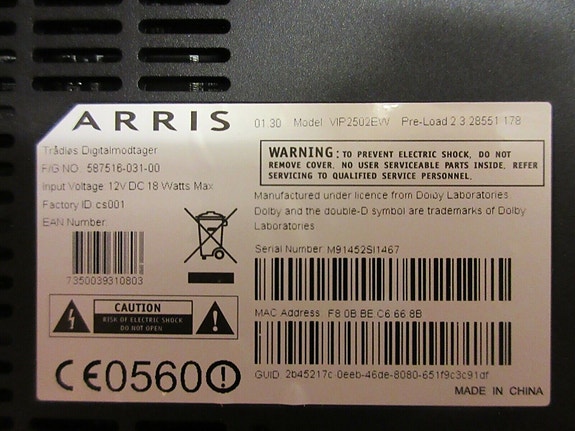 ARRIS
01.30 Model VIP2502EW Pre-Load 2.3.28551.178
Trådløs Digitalmodtager
F/G NO. 587516-031-00
Input Voltage 12V DC 18 Watts Max
Factory ID cs001
EAN Number
7350039310803
CAUTION
RISK OF ELECTRIC SHOCK
DO NOT OPEN
CE0560
WARNING: TO PREVENT ELECTRIC SHOCK, DO NOT
REMOVE COVER. NO USER SERVICEABLE PARTS INSIDE. REFER
SERVICING TO QUALIFIED SERVICE PERSONNEL.
Manufactured under licence from Dolby Laboratories.
Dolby and the double-D symbol are trademarks of Dolby
Laboratories
Serial Number M91452SI1467
MAC Address F8 0B BE C6 66 8B
GUID 2b45217c-0eeb-46de-8080-651f9c3c91df
MADE IN CHINA